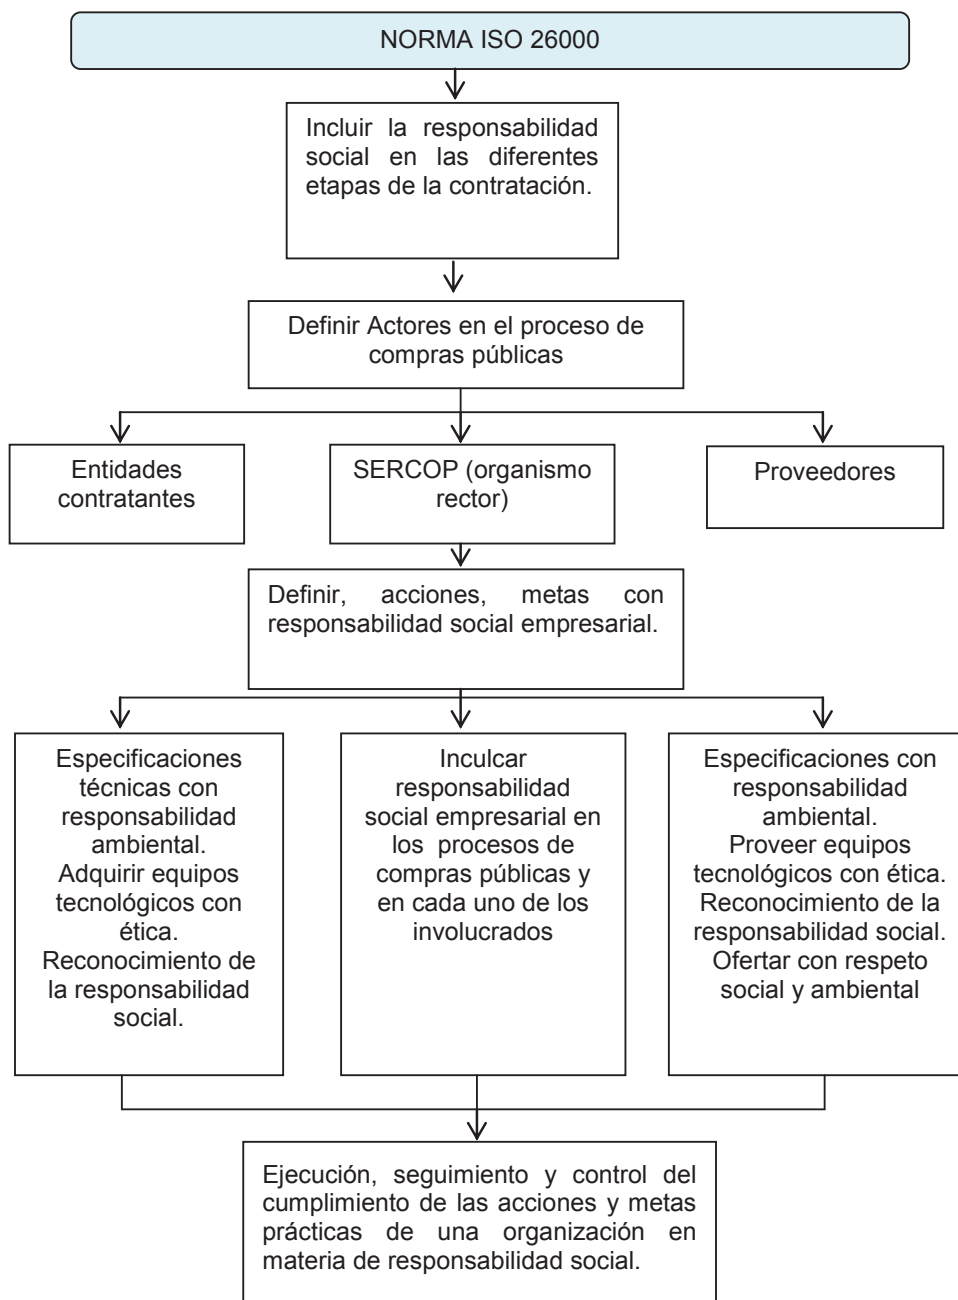 NORMA ISO 26000
Incluir la responsabilidad
social en las diferentes
etapas de la contratación.
Definir Actores en el proceso de
compras públicas
Entidades
contratantes
SERCOP (organismo
rector)
Proveedores
Definir, acciones, metas con
responsabilidad social empresarial.
Especificaciones
técnicas con
responsabilidad
ambiental.
Adquirir equipos
tecnológicos con
ética.
Reconocimiento de
la responsabilidad
social.
Inculcar
responsabilidad
social empresarial en
los procesos de
compras públicas y
en cada uno de los
involucrados
Especificaciones con
responsabilidad
ambiental.
Proveer equipos
tecnológicos con ética.
Reconocimiento de la
responsabilidad social.
Ofertar con respeto
social y ambiental
Ejecución, seguimiento y control del
cumplimiento de las acciones y metas
prácticas de una organización en
materia de responsabilidad social.